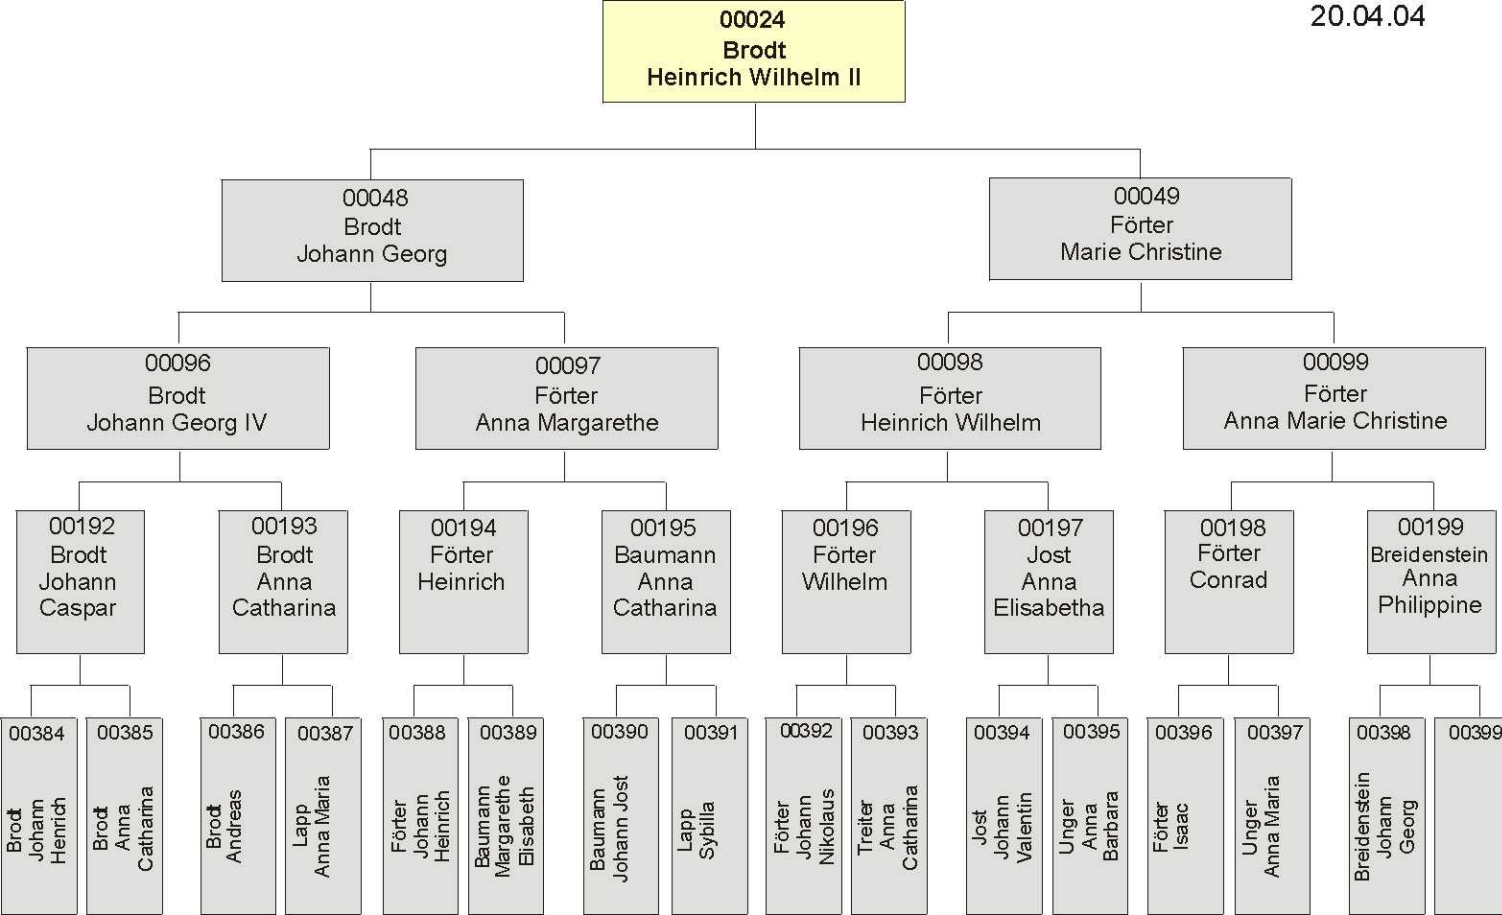 20.04.04
00024
Brodt
Heinrich Wilhelm II
00048
Brodt
Johann Georg
00049
Förter
Marie Christine
00096
Brodt
Johann Georg IV
00097
Förter
Anna Margarethe
00098
Förter
Heinrich Wilhelm
00099
Förter
Anna Marie Christine
00192
Brodt
Johann
Caspar
00193
Brodt
Anna
Catharina
00194
Förter
Heinrich
00195
Baumann
Anna
Catharina
00196
Förter
Wilhelm
00197
Jost
Anna
Elisabetha
00198
Förter
Conrad
00199
Breidenstein
Anna
Philippine
00384
Brodt
Johann
Henrich
00385
Brodt
Anna
Catharina
00386
Brodt
Andreas
00387
Lapp
Anna Maria
00388
Förter
Johann
Heinrich
00389
Baumann
Margarethe
Elisabeth
00390
Baumann
Johann Jost
00391
Lapp
Sybilla
00392
Förter
Johann
Nikolaus
00393
Treiter
Anna
Catharina
00394
Jost
Johann
Valentin
00395
Unger
Anna
Barbara
00396
Förter
Isaac
00397
Unger
Anna Maria
00398
Breidenstein
Johann
Georg
00399